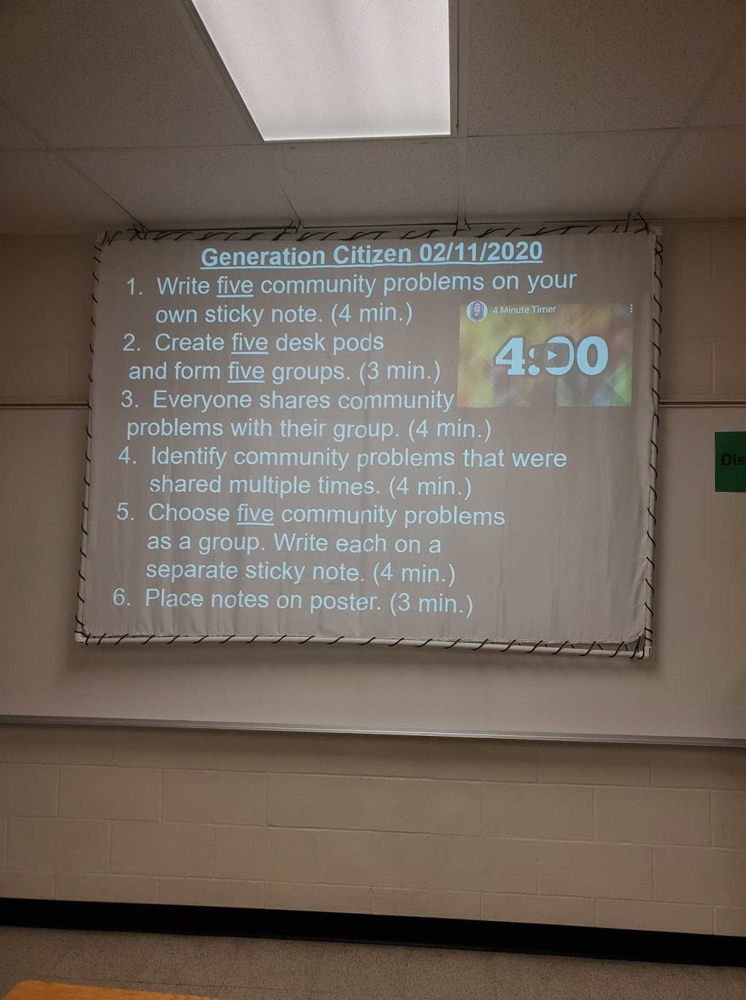 Generation Citizen 02/11/2020
1. Write five community problems on your
own sticky note. (4 min.)
2. Create five desk pods
and form five groups. (3 min.)
3. Everyone shares community
problems with their group. (4 min.)
4. Identify community problems that were
shared multiple times. (4 min.)
5. Choose five community problems
as a group. Write each on a
separate sticky note. (4 min.)
6. Place notes on poster. (3 min.)
4 Minute Timer
4:00
Dis